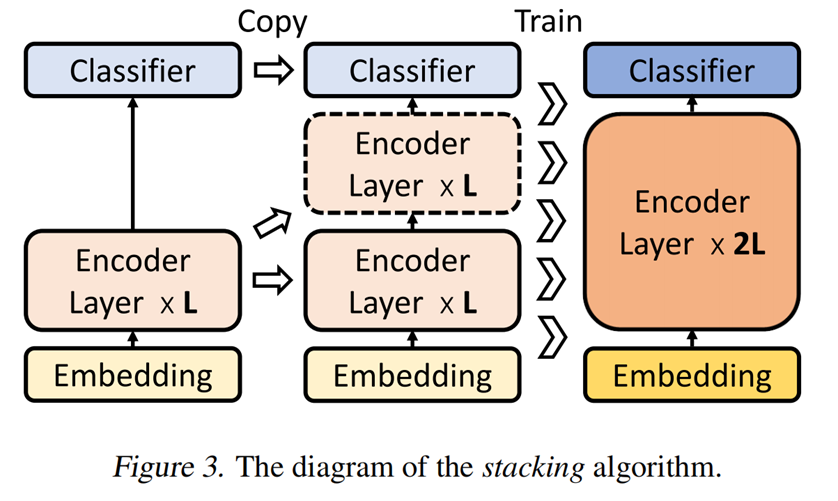 Copy
Train
Classifier
Classifier
Classifier
Encoder
Layer x L
Encoder
Layer x L
Encoder
Layer x L
Encoder
Layer x 2L
Embedding
Embedding
Embedding
Figure 3. The diagram of the stacking algorithm.